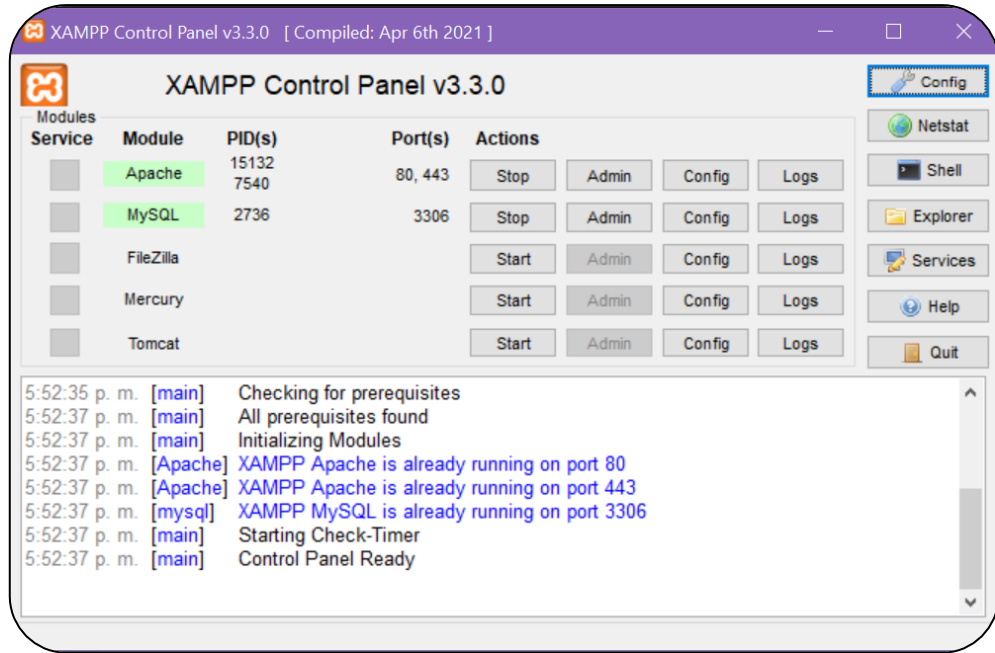 XAMPP Control Panel v3.3.0 [ Compiled: Apr 6th 2021 ]
XAMPP Control Panel v3.3.0
Config
Modules
Service Module PID(s) Port(s) Actions
Netstat
Apache 15132 7540 80, 443 Stop Admin Config Logs
Shell
MySQL 2736 3306 Stop Admin Config Logs
Explorer
FileZilla Start Admin Config Logs
Services
Mercury Start Admin Config Logs
Help
Tomcat Start Admin Config Logs
Quit
5:52:35 p. m. [main] Checking for prerequisites
5:52:37 p. m. [main] All prerequisites found
5:52:37 p. m. [main] Initializing Modules
5:52:37 p. m. [Apache] XAMPP Apache is already running on port 80
5:52:37 p. m. [Apache] XAMPP Apache is already running on port 443
5:52:37 p. m. [mysql] XAMPP MySQL is already running on port 3306
5:52:37 p. m. [main] Starting Check-Timer
5:52:37 p. m. [main] Control Panel Ready